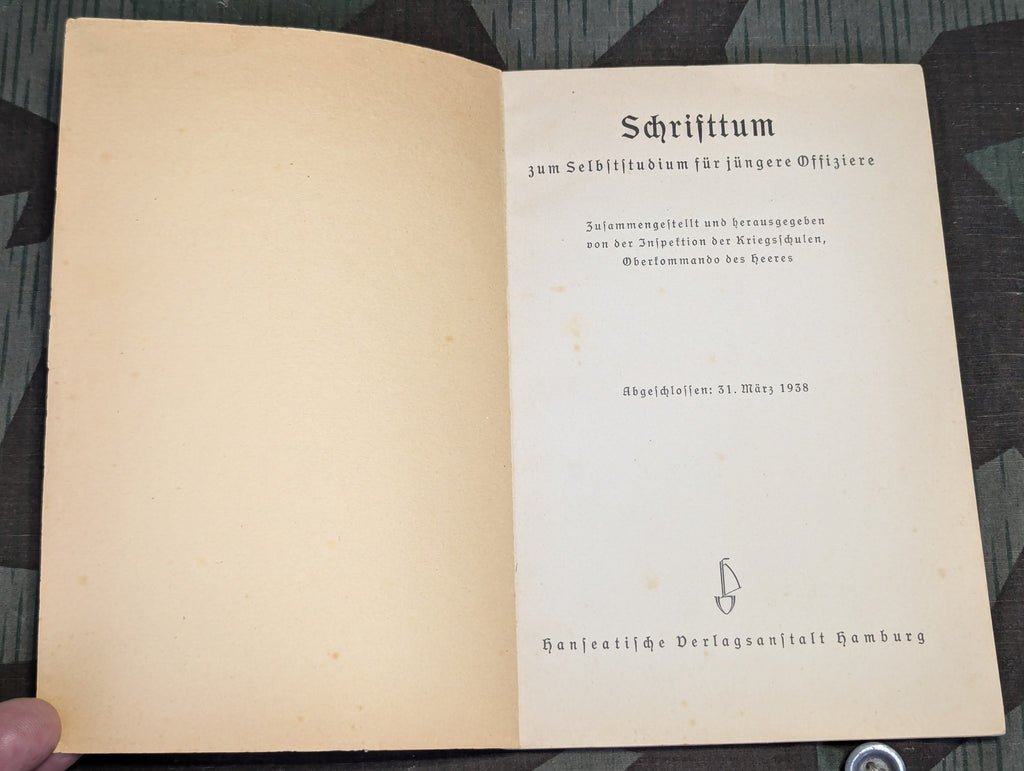 Schrifttum
zum Selbststudium für jüngere Offiziere
Zusammengestellt und herausgegeben
von der Inspektion der Kriegsschulen,
Oberkommando des Heeres
Abgeschlossen: 31. März 1938
Hanseatische Verlagsanstalt Hamburg